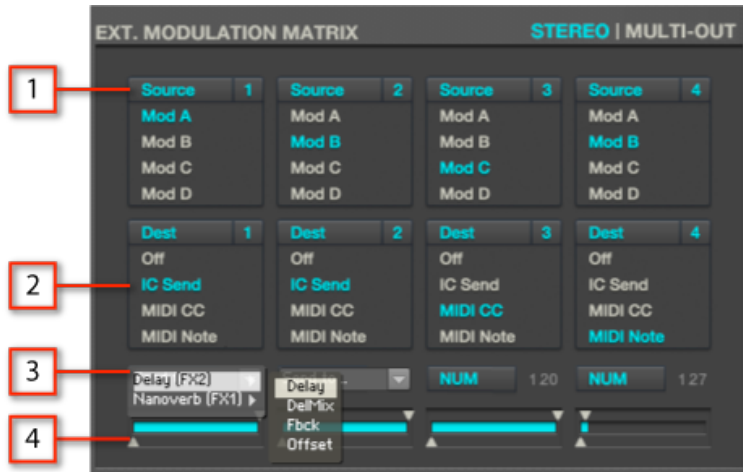 EXT. MODULATION MATRIX STEREO | MULTI-OUT
1
Source 1 Source 2 Source 3 Source 4
Mod A Mod A Mod A Mod A
Mod B Mod B Mod B Mod B
Mod C Mod C Mod C Mod C
Mod D Mod D Mod D Mod D
Dest 1 Dest 2 Dest 3 Dest 4
Off Off Off Off
2
IC Send IC Send IC Send IC Send
MIDI CC MIDI CC MIDI CC MIDI CC
MIDI Note MIDI Note MIDI Note MIDI Note
3
Delay (FX2) NUM 120 NUM 127
Nanoverb (FX1)
Delay
DelMix
Fbck
Offset
4